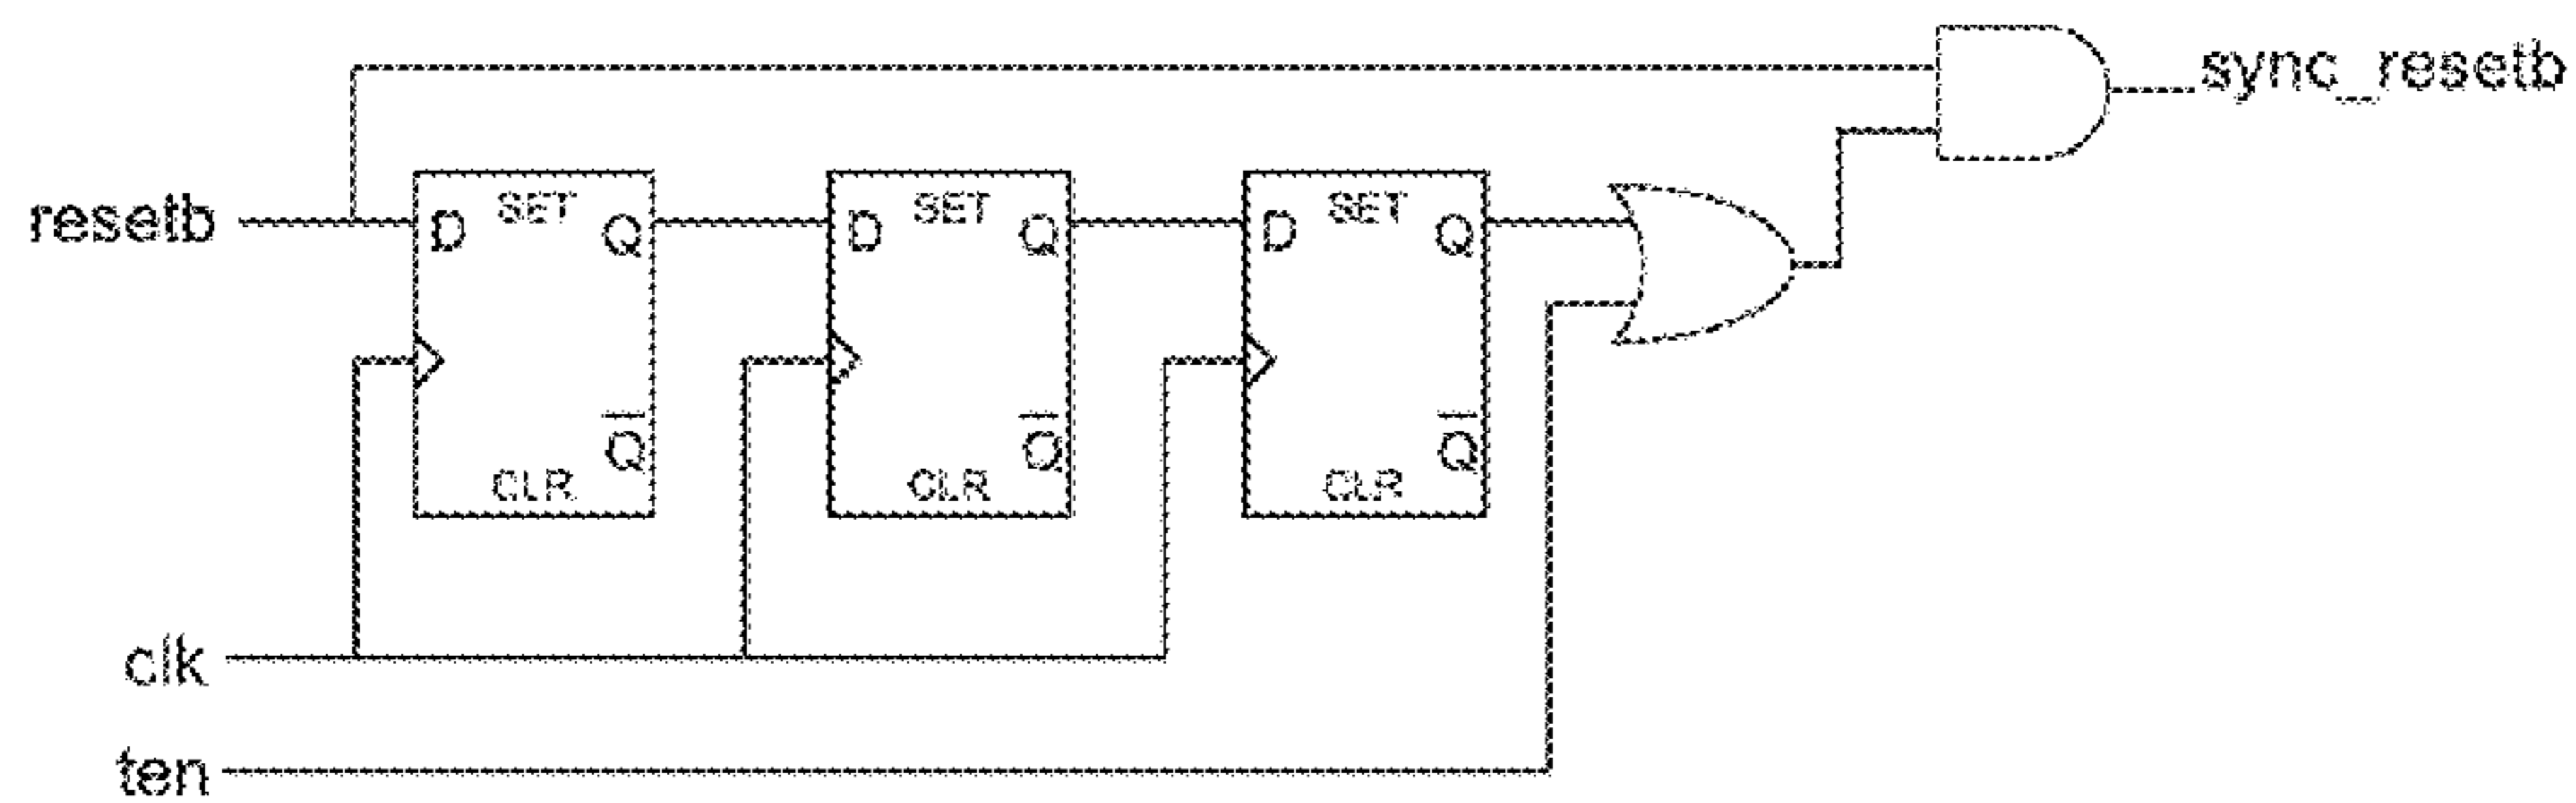 sync_resetb
resetb
D SET Q
D SET Q
D SET Q
Q
Q
Q
CLR
CLR
CLR
clk
ten